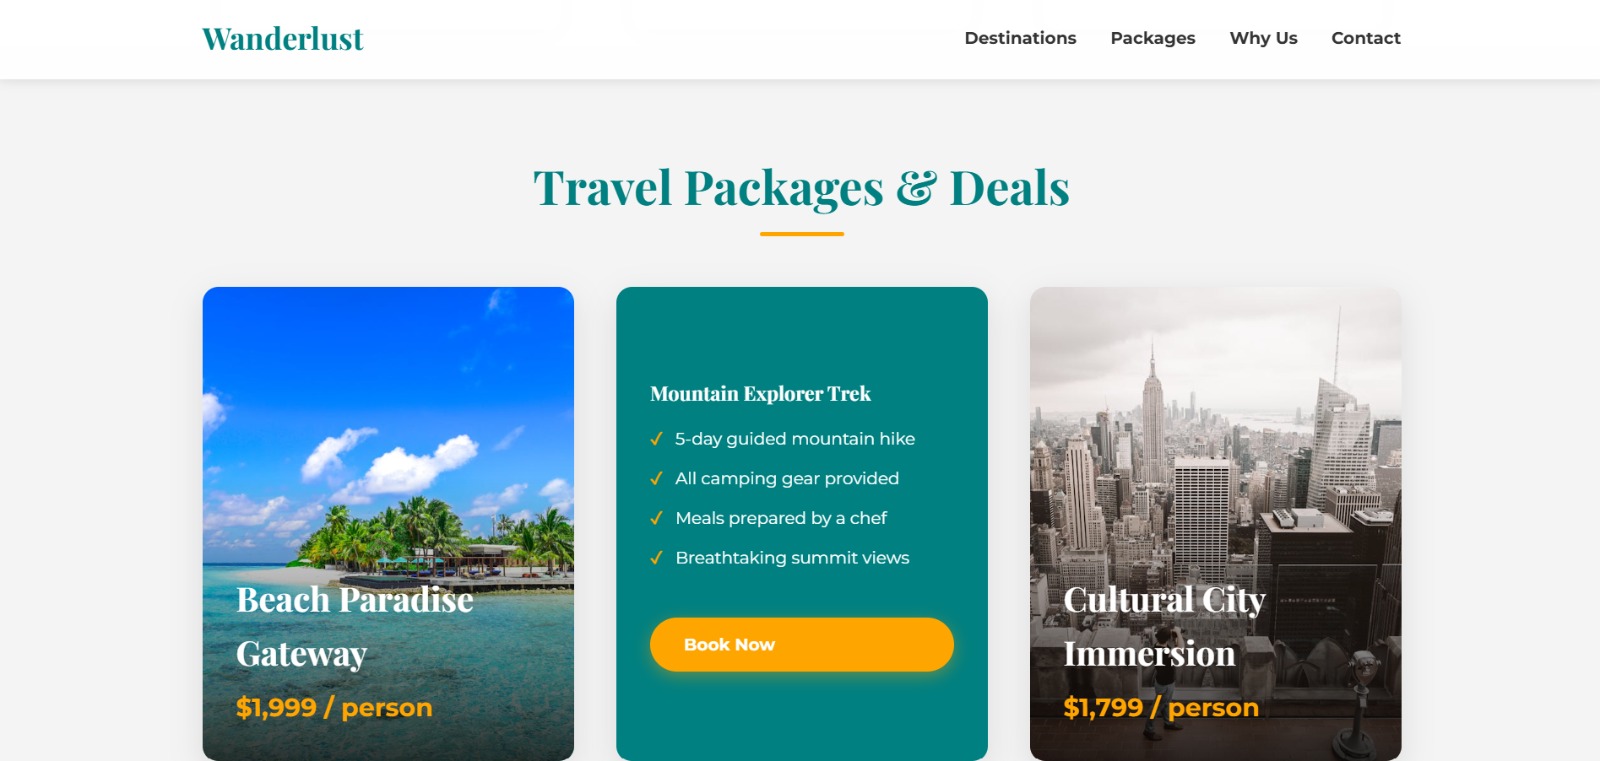 Wanderlust
Destinations Packages Why Us Contact
Travel Packages & Deals
Beach Paradise
Gateway
$1,999 / person
Mountain Explorer Trek
✓ 5-day guided mountain hike
✓ All camping gear provided
✓ Meals prepared by a chef
✓ Breathtaking summit views
Book Now
Cultural City
Immersion
$1,799 / person